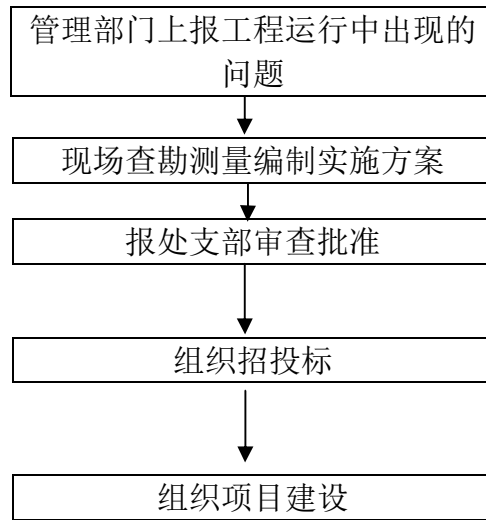 管理部门上报工程运行中出现的
问题
现场查勘测量编制实施方案
报处支部审查批准
组织招投标
组织项目建设